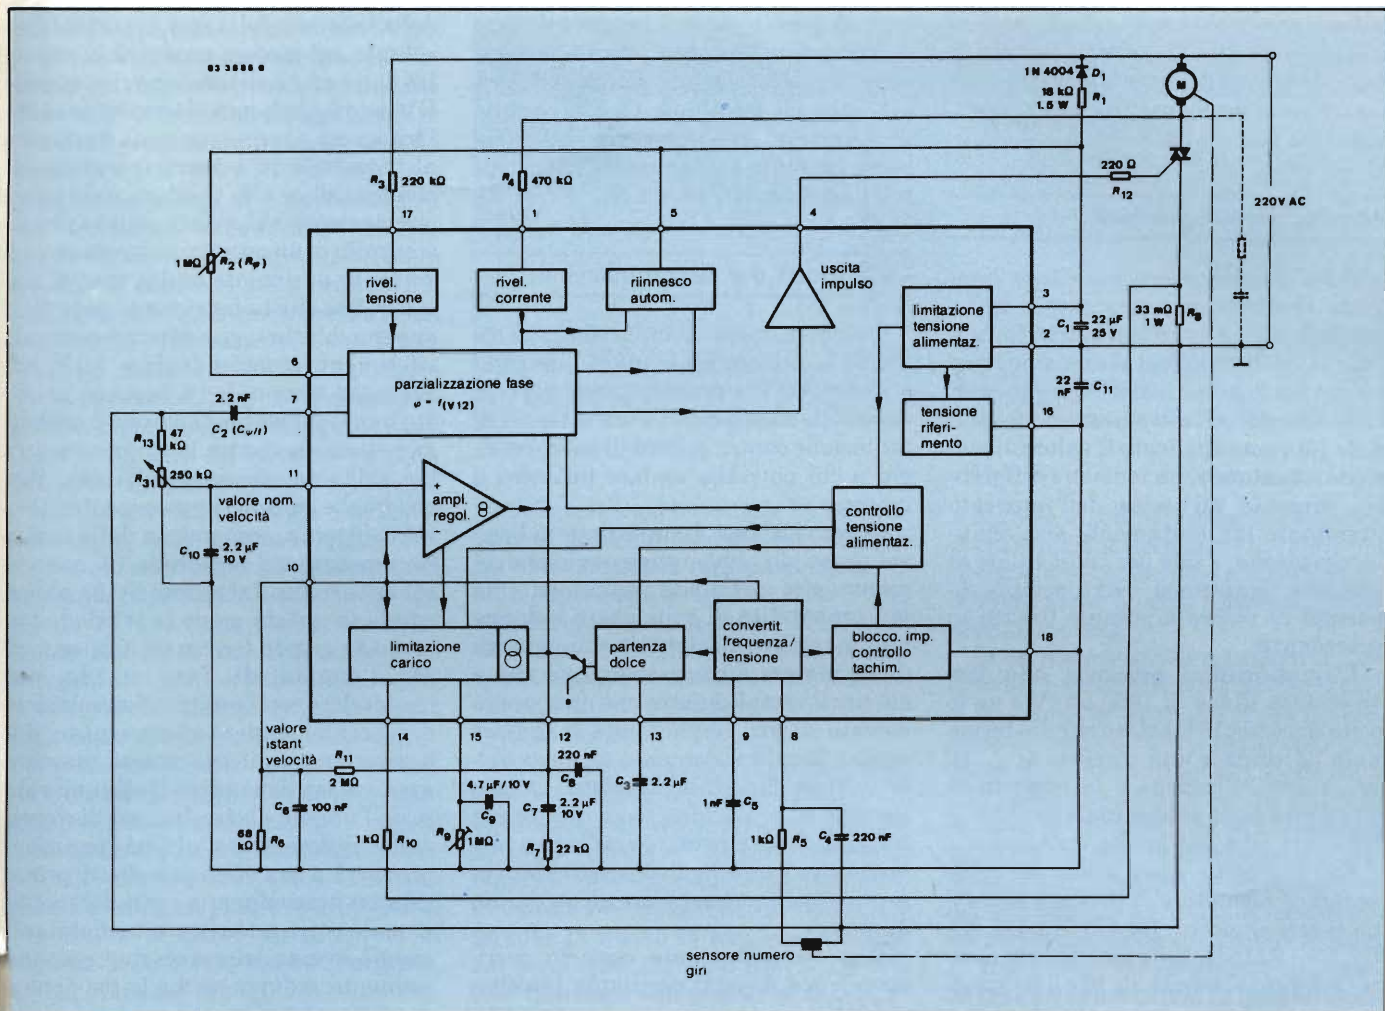 83 3886 8
1N 4004 D1
18 kΩ R1
1.5 W
M
R3 220 kΩ
R4 470 kΩ
220 Ω
R12
220V AC
17
1
5
4
1 MΩ R2 (Rφ)
rivel. tensione
rivel. corrente
riinnesco autom.
uscita impulso
limitazione tensione alimentaz.
3
2
C1 22 µF
25 V
33 mΩ
1 W
R8
6
7
parzializzazione fase
φ = f(V12)
2.2 nF
C2 (Cφ/t)
22 nF
C11
tensione riferimento
16
R13 47 kΩ
R31 250 kΩ
11
valore nom. velocità
ampl. regol.
+
−
controllo tensione alimentaz.
C10 2.2 µF
10 V
10
limitazione carico
partenza dolce
convertit. frequenza/ tensione
blocco. imp. controllo tachim.
18
14
15
12
13
9
8
valore istant. velocità
R11
2 MΩ
220 nF
C8
4.7 µF/10 V
C9
C6 100 nF
C7 2.2 µF
10 V
C3 2.2 µF
1 nF C5
68 kΩ R6
1 kΩ R10
R9 1 MΩ
R7 22 kΩ
1 kΩ R5
C4 220 nF
sensore numero giri